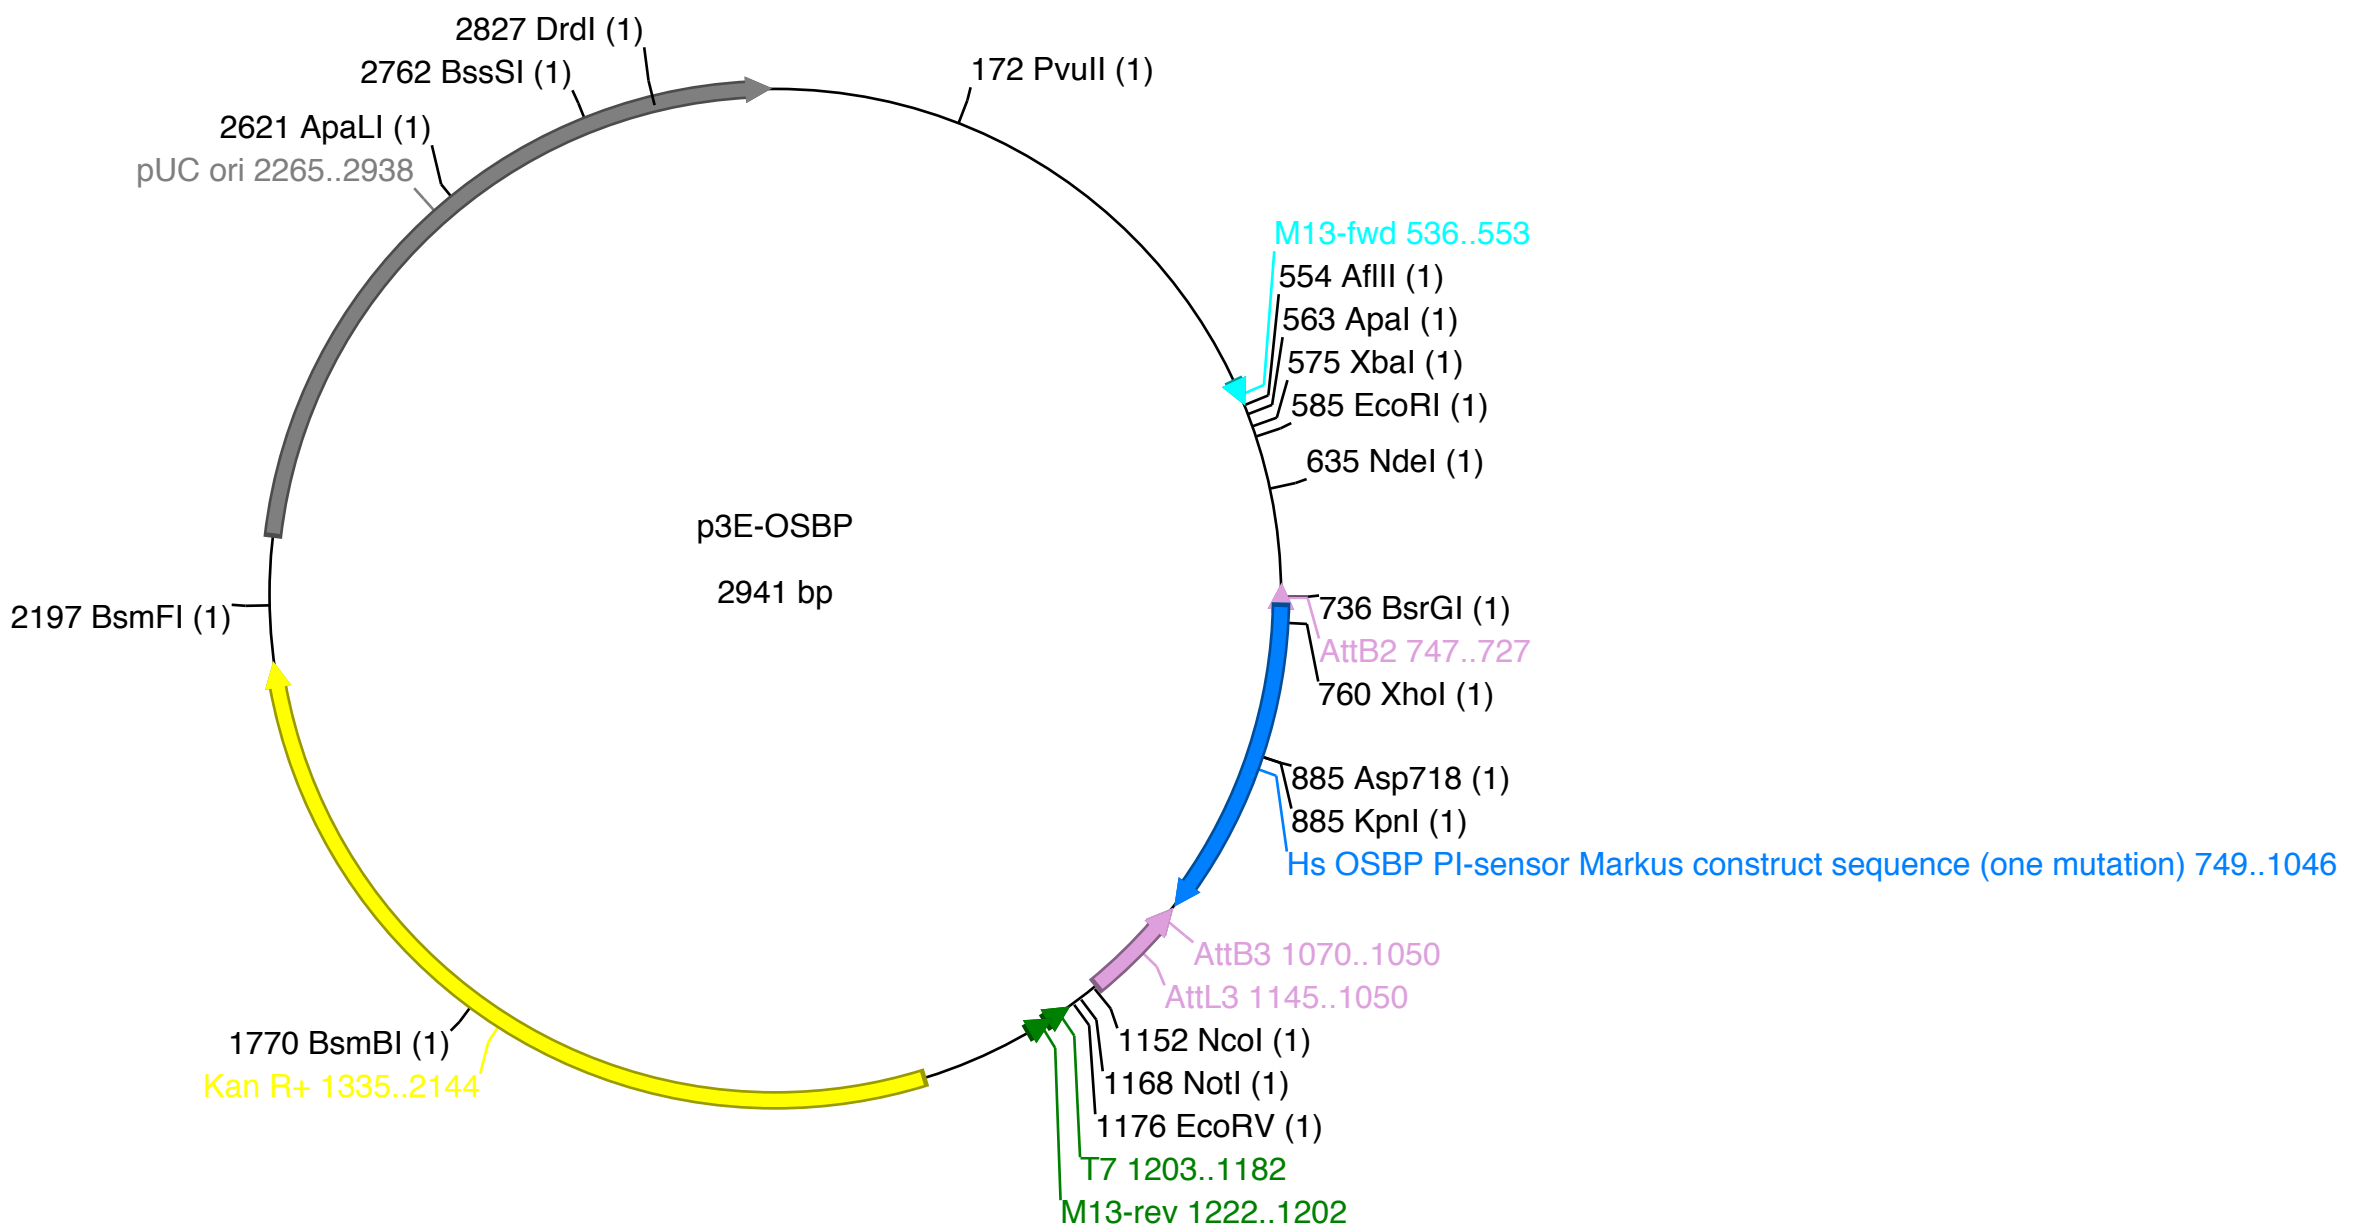 2827 DrdI (1)
2762 BssSI (1)
2621 ApaLI (1)
pUC ori 2265..2938
172 PvuII (1)
M13-fwd 536..553
554 AflII (1)
563 ApaI (1)
575 XbaI (1)
585 EcoRI (1)
635 NdeI (1)
p3E-OSBP
2941 bp
736 BsrGI (1)
AttB2 747..727
760 XhoI (1)
2197 BsmFI (1)
885 Asp718 (1)
885 KpnI (1)
Hs OSBP PI-sensor Markus construct sequence (one mutation) 749..1046
AttB3 1070..1050
AttL3 1145..1050
1152 NcoI (1)
1168 NotI (1)
1176 EcoRV (1)
T7 1203..1182
M13-rev 1222..1202
1770 BsmBI (1)
Kan R+ 1335..2144